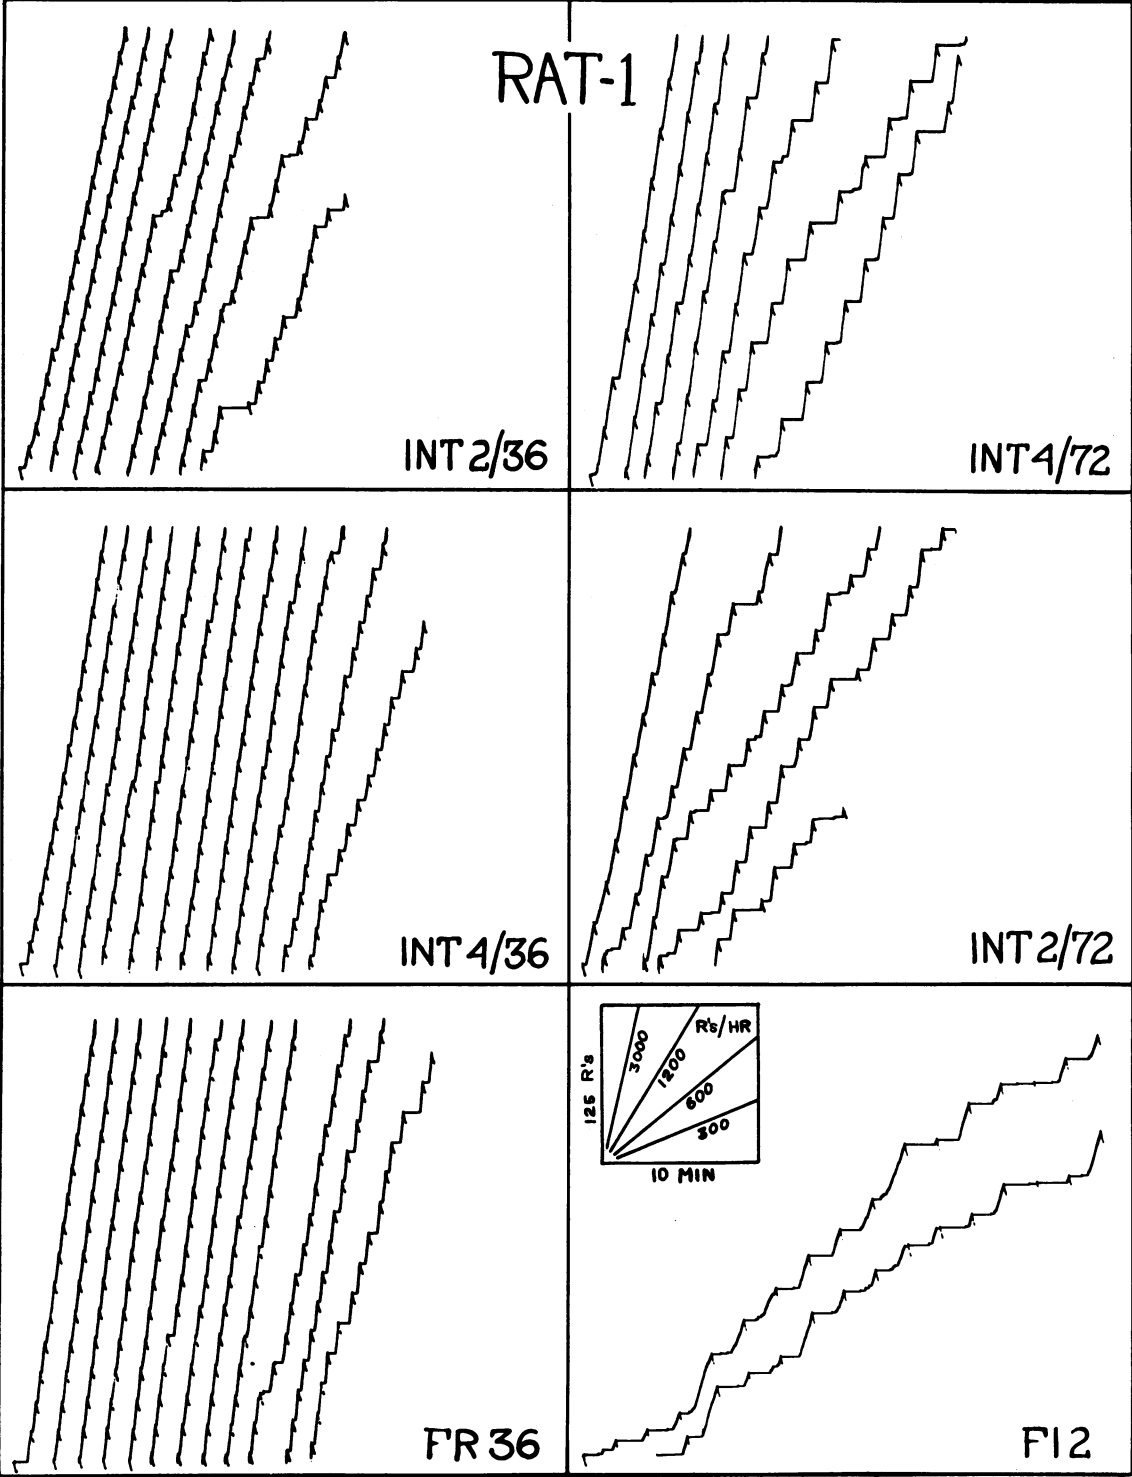 RAT-1
INT 2/36
INT 4/72
INT 4/36
INT 2/72
R's/HR
3000
1200
600
300
125 R's
10 MIN
FR 36
FI 2